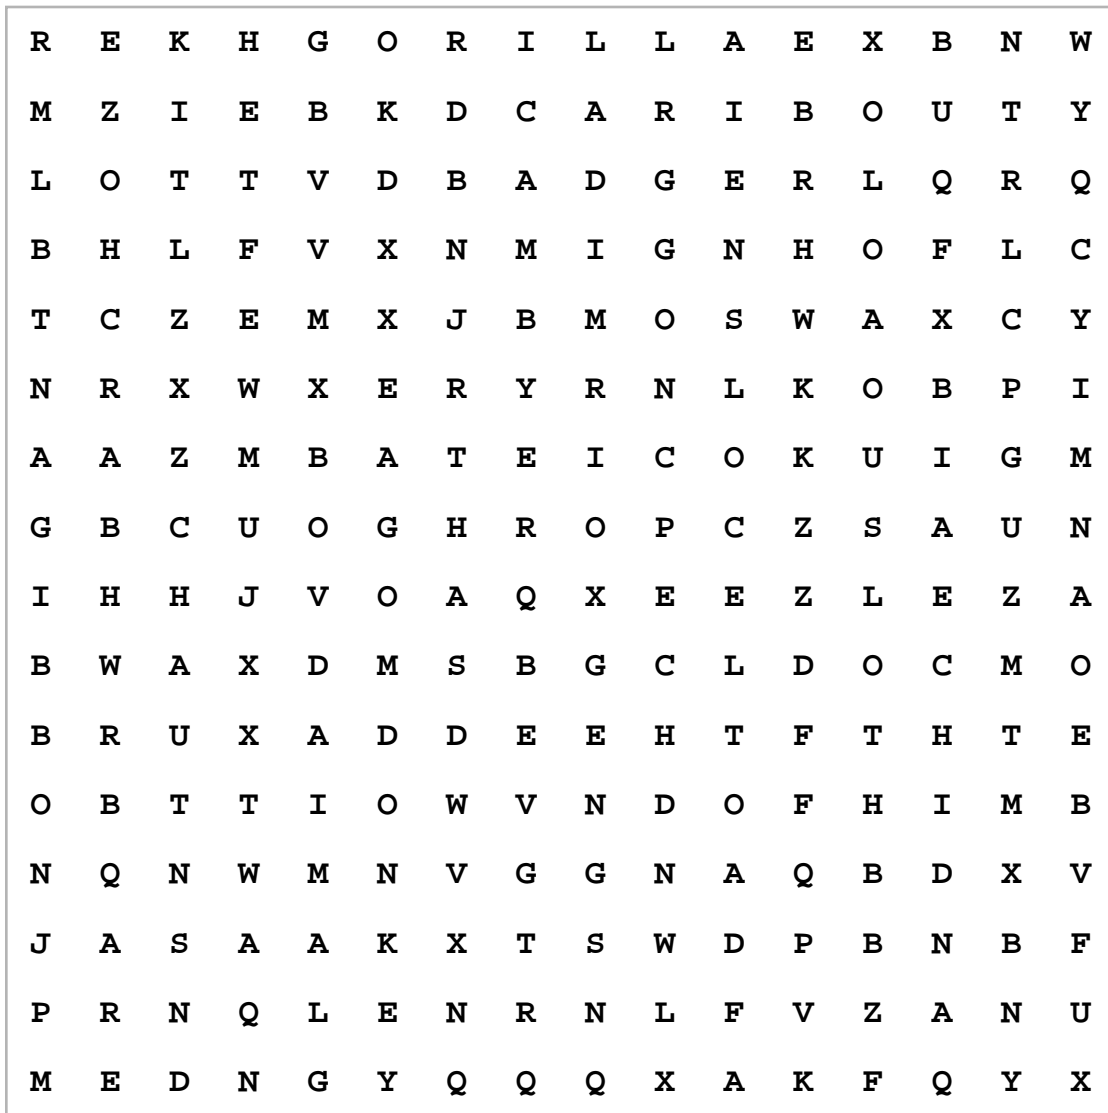 R E K H G O R I L L A E X B N W
M Z I E B K D C A R I B O U T Y
L O T T V D B A D G E R L Q R Q
B H L F V X N M I G N H O F L C
T C Z E M X J B M O S W A X C Y
N R X W X E R Y R N L K O B P I
A A Z M B A T E I C O K U I G M
G B C U O G H R O P C Z S A U N
I H H J V O A Q X E E Z L E Z A
B W A X D M S B G C L D O C M O
B R U X A D D E E H T F T H T E
O B T T I O W V N D O F H I M B
N Q N W M N V G G N A Q B D X V
J A S A A K X T S W D P B N B F
P R N Q L E N R N L F V Z A N U
M E D N G Y Q Q Q X A K F Q Y X